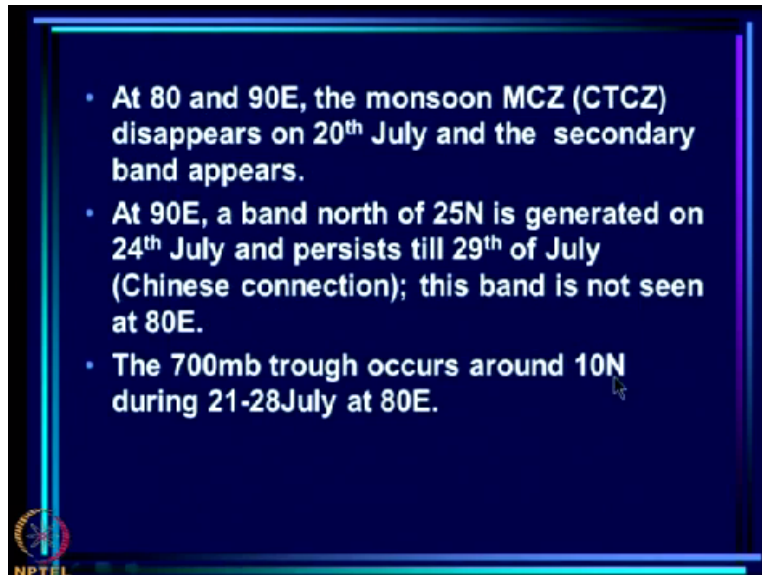 • At 80 and 90E, the monsoon MCZ (CTCZ)
disappears on 20th July and the secondary
band appears.
• At 90E, a band north of 25N is generated on
24th July and persists till 29th of July
(Chinese connection); this band is not seen
at 80E.
• The 700mb trough occurs around 10N
during 21-28July at 80E.
NPTEL